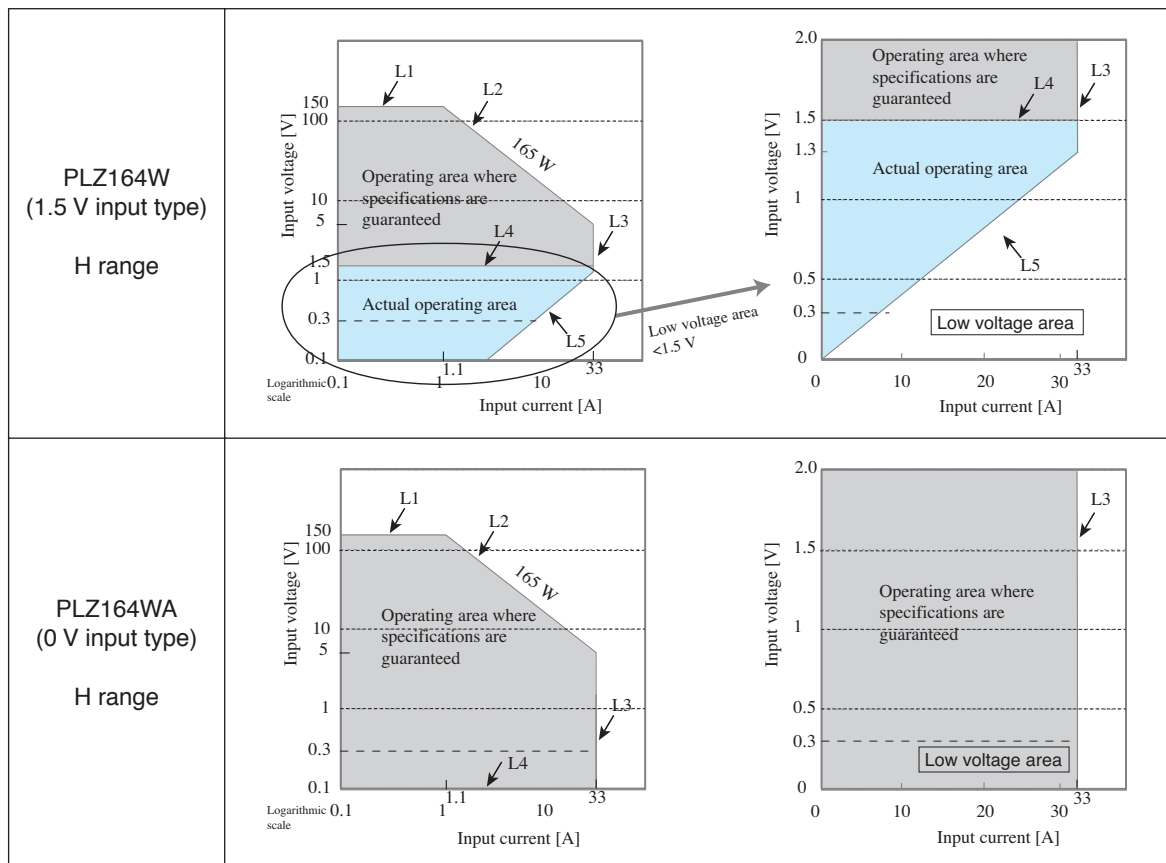 PLZ164W
(1.5 V input type)
H range
Input voltage [V]
150
100
10
5
1.5
1
0.3
0.1
L1
L2
165 W
Operating area where
specifications are
guaranteed
L3
L4
Actual operating area
L5
Low voltage area
<1.5 V
Logarithmic
scale
0.1
1
1.1
10
33
Input current [A]
Input voltage [V]
2.0
1.5
1.3
1
0.5
0.3
0
Operating area where
specifications are
guaranteed
L3
L4
Actual operating area
L5
Low voltage area
0
10
20
30
33
Input current [A]
PLZ164WA
(0 V input type)
H range
Input voltage [V]
150
100
10
5
1
0.3
0.1
L1
L2
165 W
Operating area where
specifications are
guaranteed
L3
L4
Logarithmic
scale
0.1
1
1.1
10
33
Input current [A]
Input voltage [V]
2.0
1.5
1
0.5
0.3
0
L3
Operating area where
specifications are
guaranteed
Low voltage area
0
10
20
30
33
Input current [A]